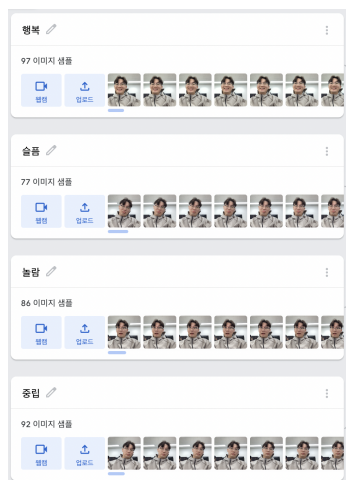 행복
97 이미지 샘플
웹캠 업로드
슬픔
77 이미지 샘플
웹캠 업로드
놀람
86 이미지 샘플
웹캠 업로드
중립
92 이미지 샘플
웹캠 업로드